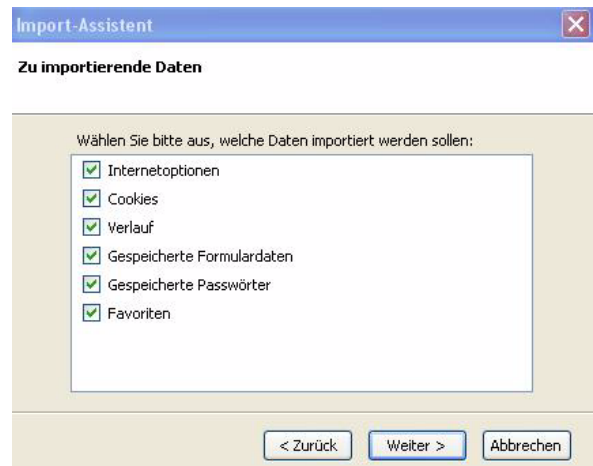 Import-Assistent
Zu importierende Daten
Wählen Sie bitte aus, welche Daten importiert werden sollen:
Internetoptionen
Cookies
Verlauf
Gespeicherte Formulardaten
Gespeicherte Passwörter
Favoriten
< Zurück Weiter > Abbrechen